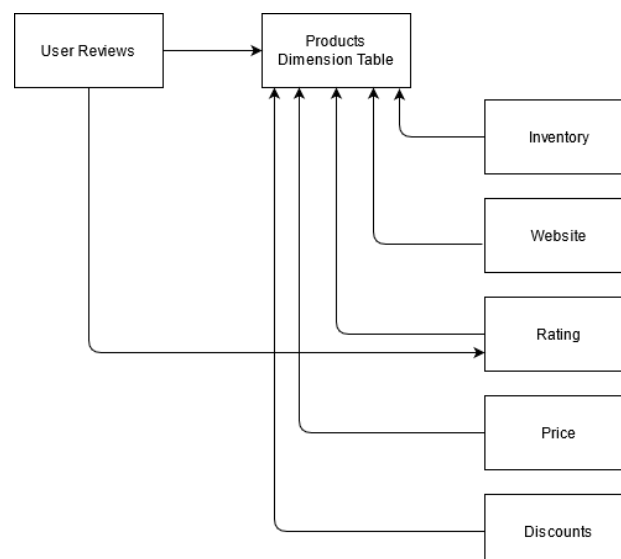 User Reviews
Products
Dimension Table
Inventory
Website
Rating
Price
Discounts